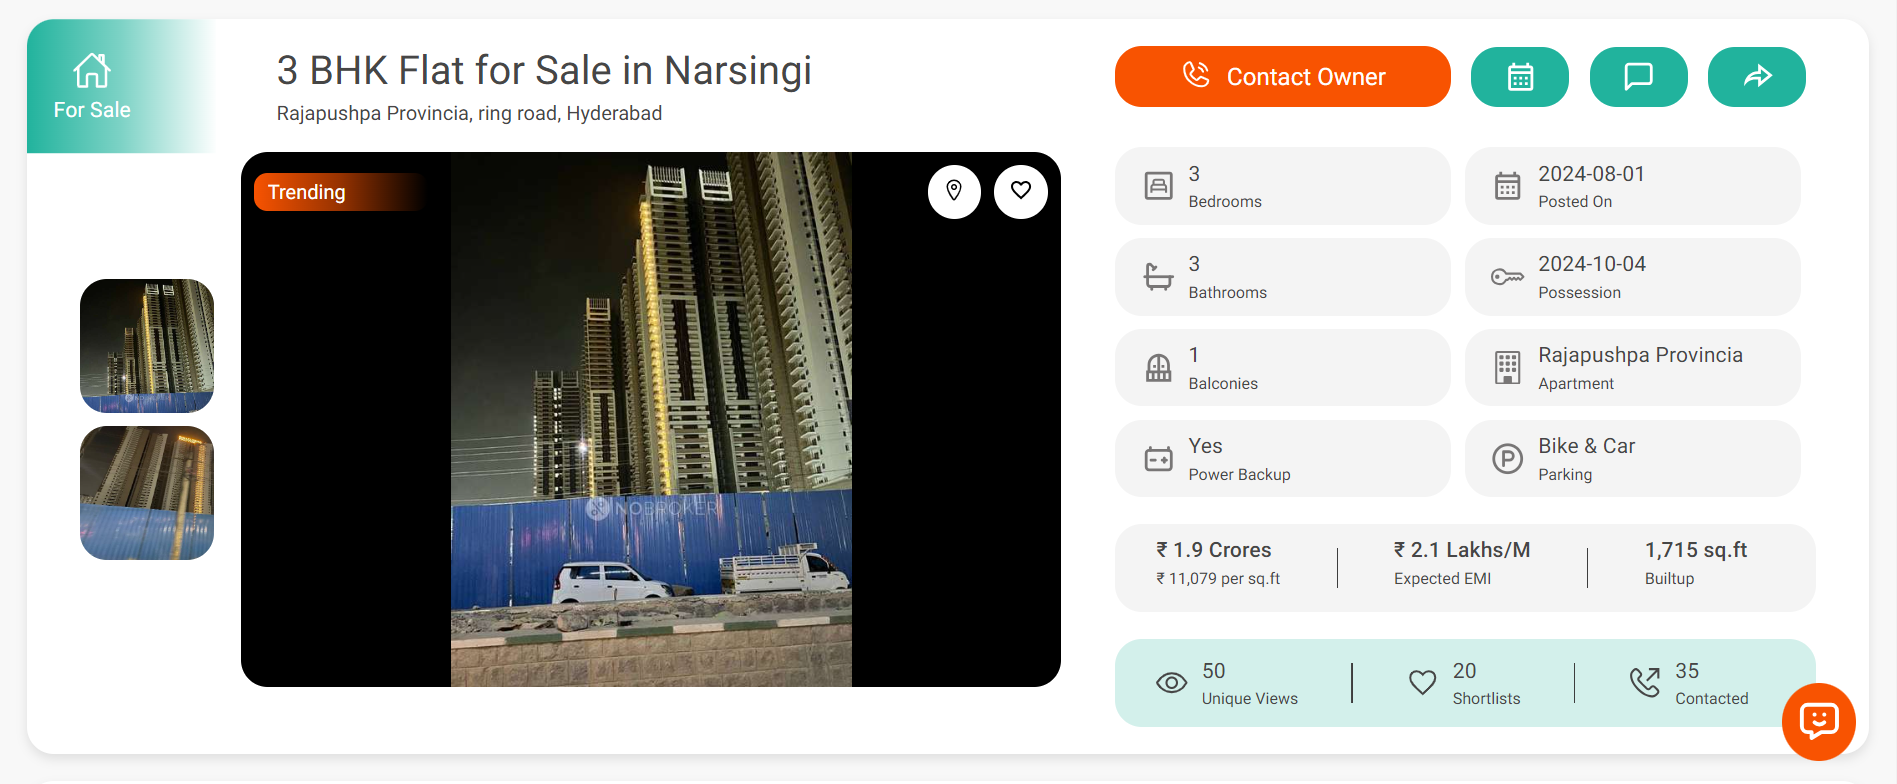 For Sale
3 BHK Flat for Sale in Narsingi
Rajapushpa Provincia, ring road, Hyderabad
Contact Owner
Trending
NOBROKER
3
Bedrooms
2024-08-01
Posted On
3
Bathrooms
2024-10-04
Possession
1
Balconies
Rajapushpa Provincia
Apartment
Yes
Power Backup
Bike & Car
Parking
₹ 1.9 Crores
₹ 11,079 per sq.ft
₹ 2.1 Lakhs/M
Expected EMI
1,715 sq.ft
Builtup
50
Unique Views
20
Shortlists
35
Contacted